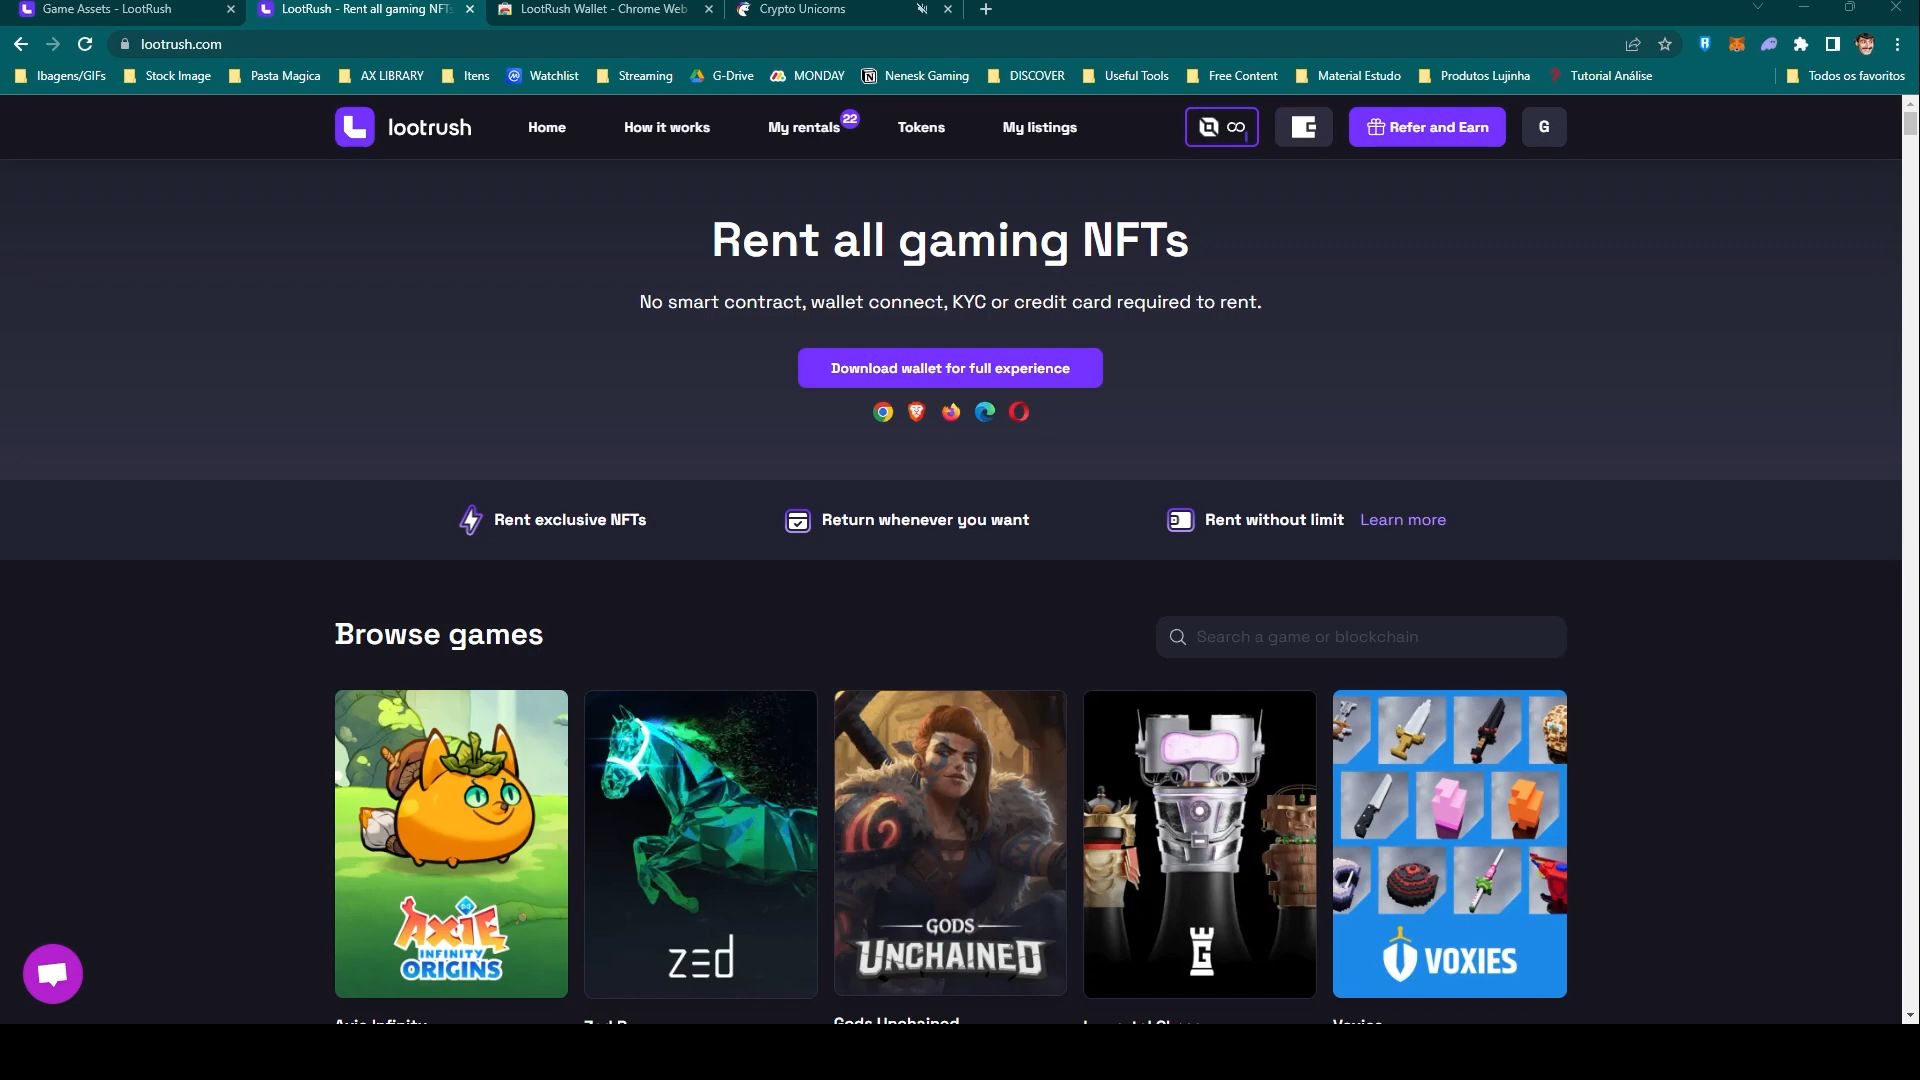 Game Assets - LootRush
LootRush - Rent all gaming NFTs
LootRush Wallet - Chrome Web
Crypto Unicorns
lootrush.com
Ibagens/GIFs
Stock Image
Pasta Magica
AX LIBRARY
Itens
Watchlist
Streaming
G-Drive
MONDAY
Nenesk Gaming
DISCOVER
Useful Tools
Free Content
Material Estudo
Produtos Lujinha
Tutorial Análise
Todos os favoritos
lootrush
Home
How it works
My rentals
22
Tokens
My listings
Refer and Earn
G
Rent all gaming NFTs
No smart contract, wallet connect, KYC or credit card required to rent.
Download wallet for full experience
Rent exclusive NFTs
Return whenever you want
Rent without limit
Learn more
Browse games
Search a game or blockchain
AXIE
INFINITY
ORIGINS
zed
GODS
UNCHAINED
G
VOXIES
Axie Infinity
Gods Unchained
Voxies